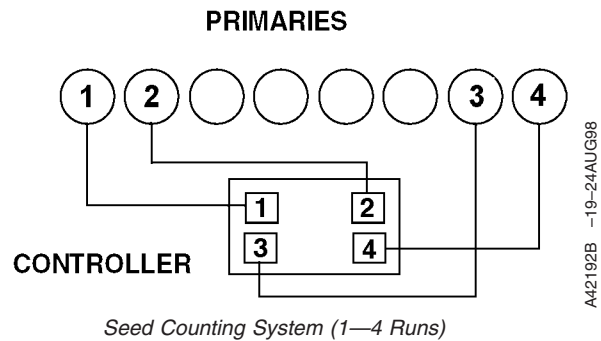 PRIMARIES
1 2 3 4
1 2
3 4
CONTROLLER
Seed Counting System (1—4 Runs)
A42192B –19–24AUG98